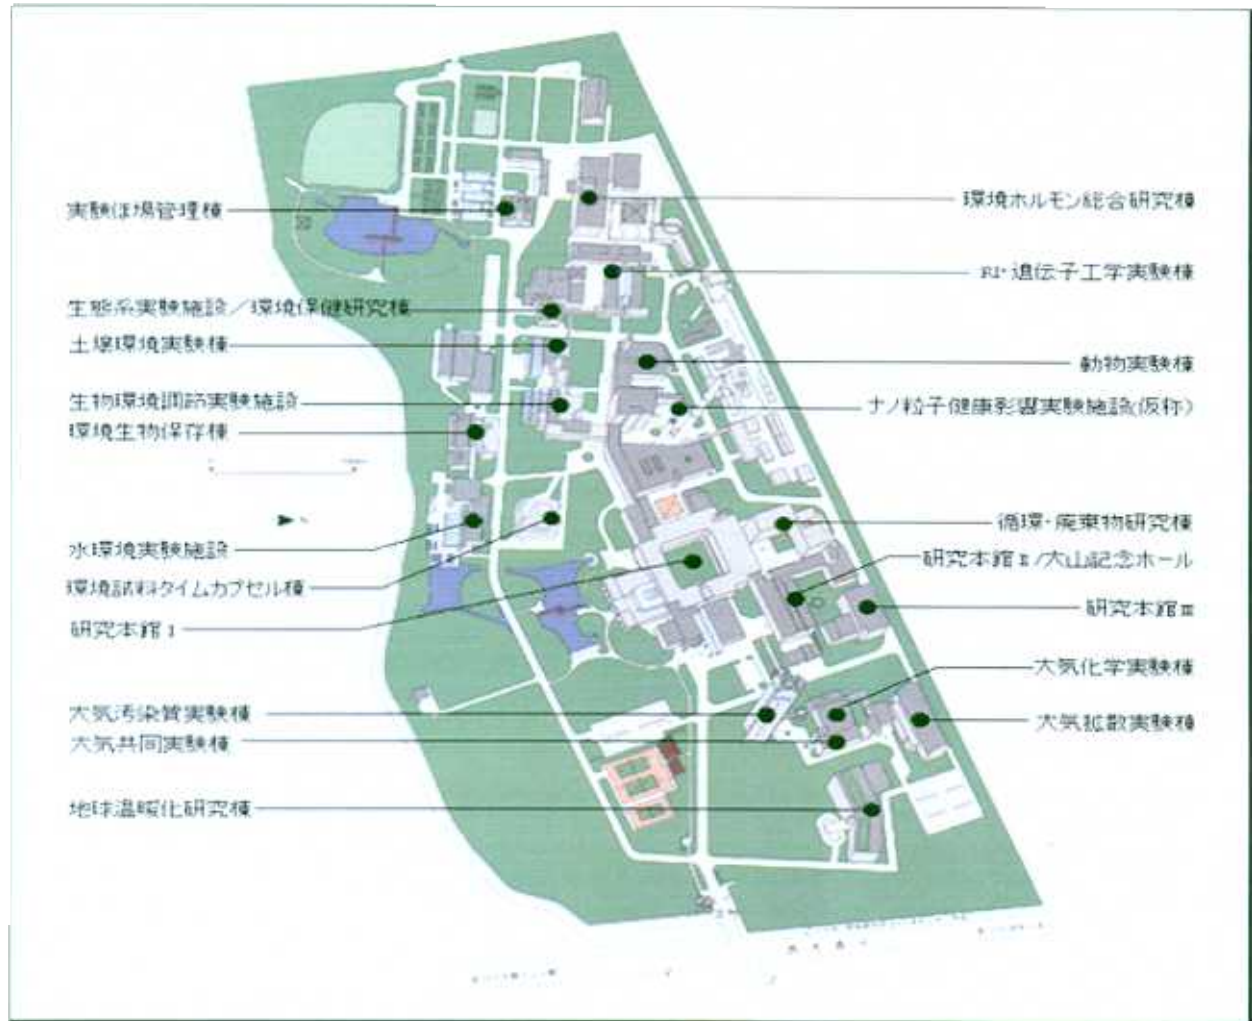 実験ほ場管理棟
生態系実験施設／環境保健研究棟
土壌環境実験棟
生物環境調節実験施設
環境生物保存棟
水環境実験施設
環境試料タイムカプセル棟
研究本館 I
大気汚染質実験棟
大気共同実験棟
地球温暖化研究棟
環境ホルモン総合研究棟
RI・遺伝子工学実験棟
動物実験棟
ナノ粒子健康影響実験施設(仮称)
循環・廃棄物研究棟
研究本館 II /大山記念ホール
研究本館 III
大気化学実験棟
大気拡散実験棟